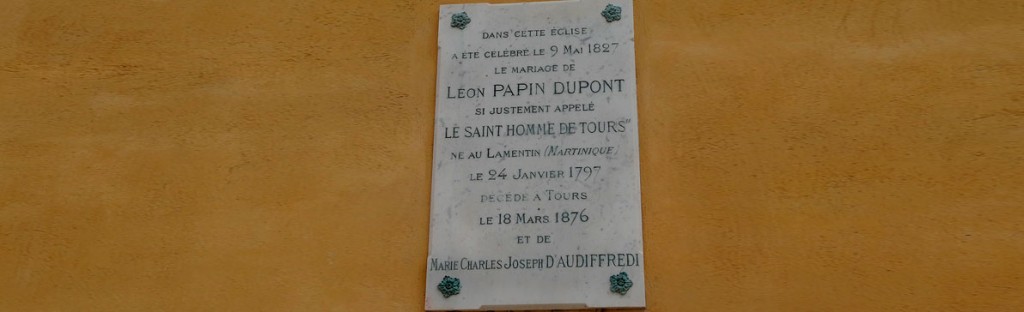 DANS CETTE ÉGLISE
A ÉTÉ CÉLÉBRÉ LE 9 MAI 1827
LE MARIAGE DE
LÉON PAPIN DUPONT
SI JUSTEMENT APPELÉ
LE SAINT HOMME DE TOURS"
NÉ AU LAMENTIN (MARTINIQUE)
LE 24 JANVIER 1797
DÉCÉDÉ A TOURS
LE 18 MARS 1876
ET DE
MARIE CHARLES JOSEPH D'AUDIFFREDI